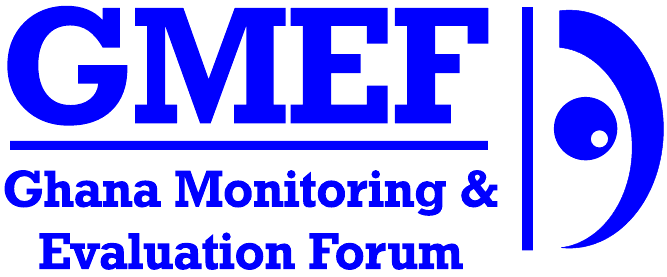 GMEF
Ghana Monitoring &
Evaluation Forum